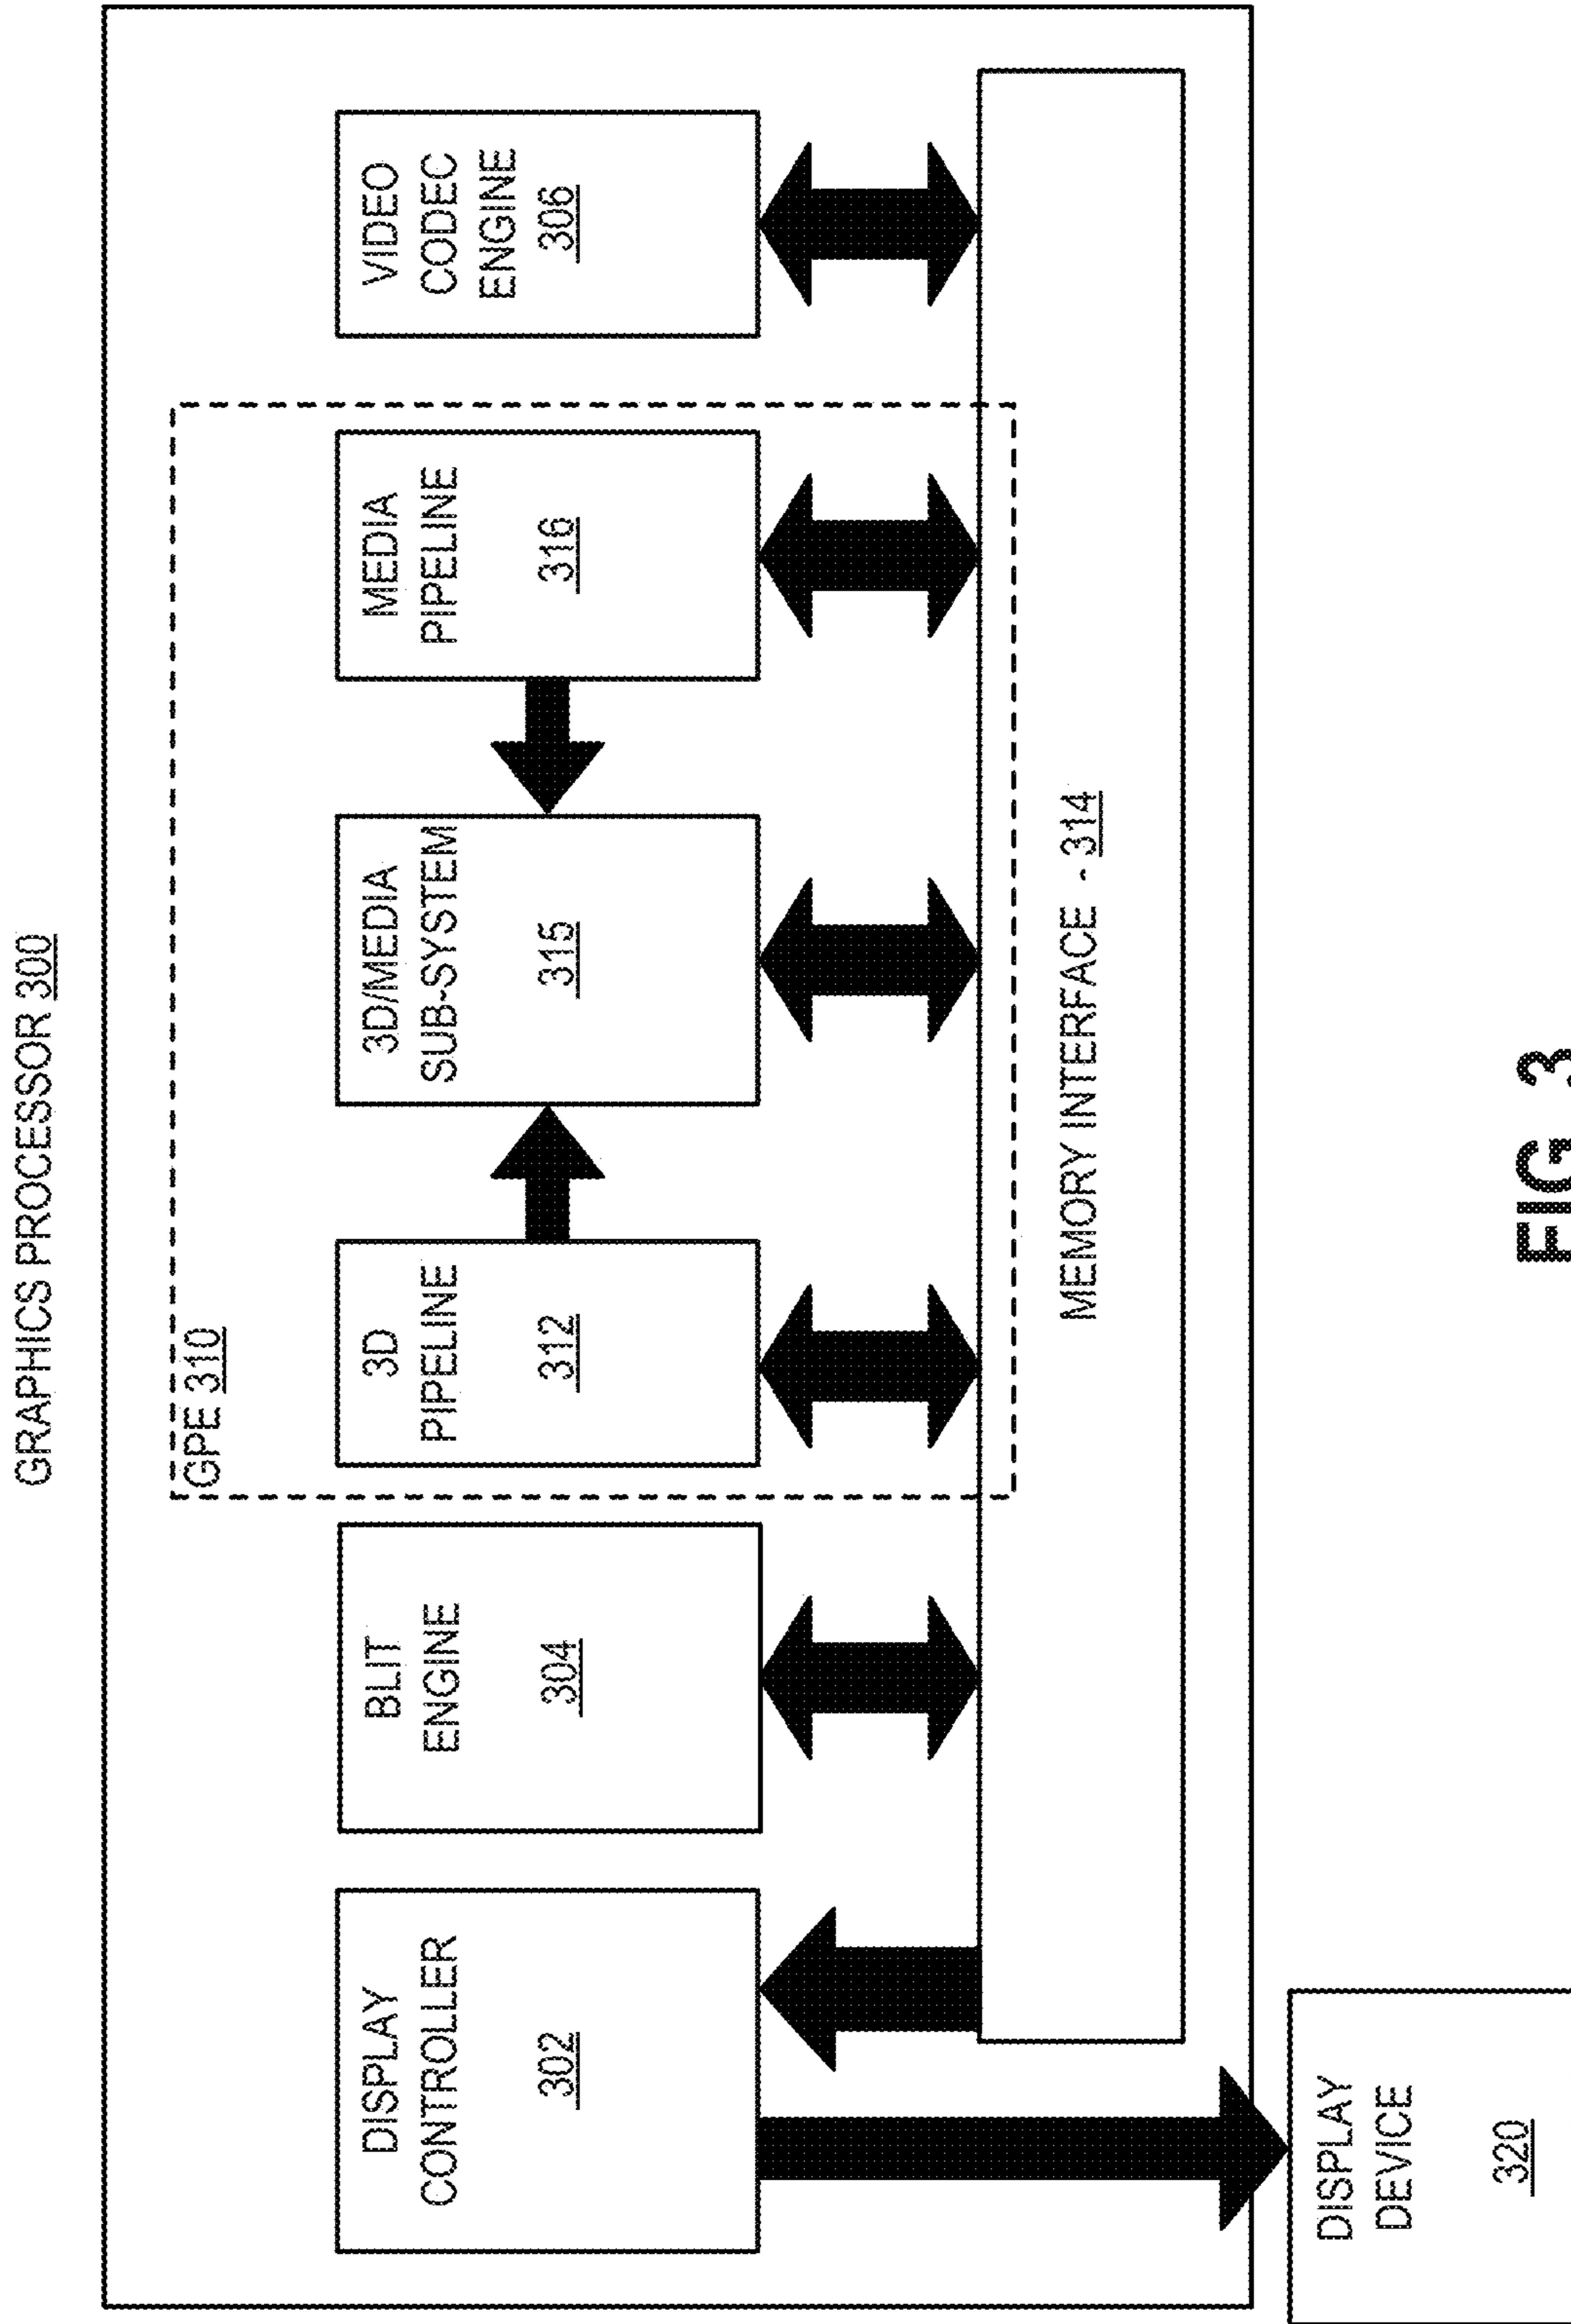 GRAPHICS PROCESSOR 300
DISPLAY
CONTROLLER
302
BLIT
ENGINE
304
GPE 310
3D
PIPELINE
312
3D/MEDIA
SUB-SYSTEM
315
MEDIA
PIPELINE
316
VIDEO
CODEC
ENGINE
306
MEMORY INTERFACE - 314
DISPLAY
DEVICE
320
FIG. 3